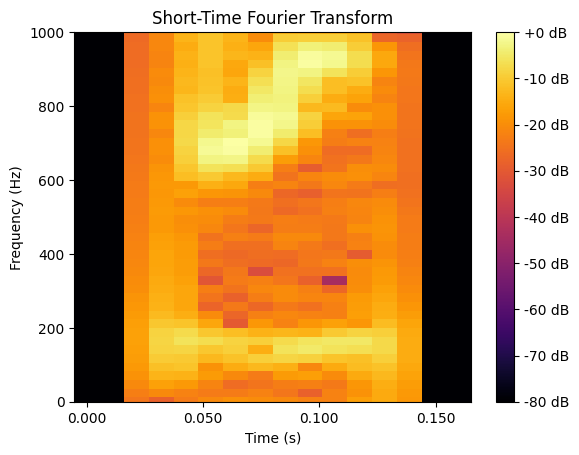 Short-Time Fourier Transform
1000
800
600
400
200
0
Frequency (Hz)
0.000
0.050
0.100
0.150
Time (s)
+0 dB
-10 dB
-20 dB
-30 dB
-40 dB
-50 dB
-60 dB
-70 dB
-80 dB